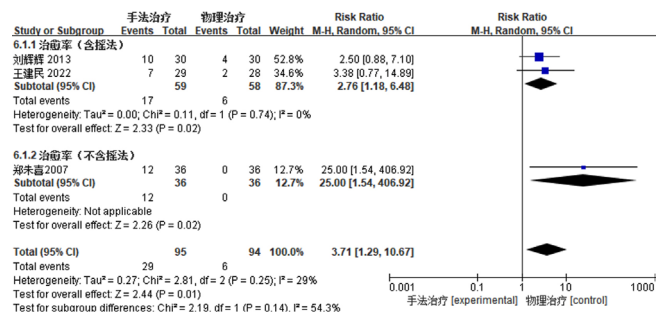 手法治疗 物理治疗 Risk Ratio Risk Ratio
Study or Subgroup Events Total Events Total Weight M-H, Random, 95% CI M-H, Random, 95% CI
6.1.1 治愈率（含摇法）
刘辉辉 2013 10 30 4 30 52.8% 2.50 [0.88, 7.10]
王建民 2022 7 29 2 28 34.6% 3.38 [0.77, 14.89]
Subtotal (95% CI) 59 58 87.3% 2.76 [1.18, 6.48]
Total events 17 6
Heterogeneity: Tau² = 0.00; Chi² = 0.11, df = 1 (P = 0.74); I² = 0%
Test for overall effect: Z = 2.33 (P = 0.02)
6.1.2 治愈率（不含摇法）
郑朱喜2007 12 36 0 36 12.7% 25.00 [1.54, 406.92]
Subtotal (95% CI) 36 36 12.7% 25.00 [1.54, 406.92]
Total events 12 0
Heterogeneity: Not applicable
Test for overall effect: Z = 2.26 (P = 0.02)
Total (95% CI) 95 94 100.0% 3.71 [1.29, 10.67]
Total events 29 6
Heterogeneity: Tau² = 0.27; Chi² = 2.81, df = 2 (P = 0.25); I² = 29%
Test for overall effect: Z = 2.44 (P = 0.01)
Test for subgroup differences: Chi² = 2.19, df = 1 (P = 0.14), I² = 54.3%
0.001 0.1 1 10 1000
手法治疗 [experimental] 物理治疗 [control]